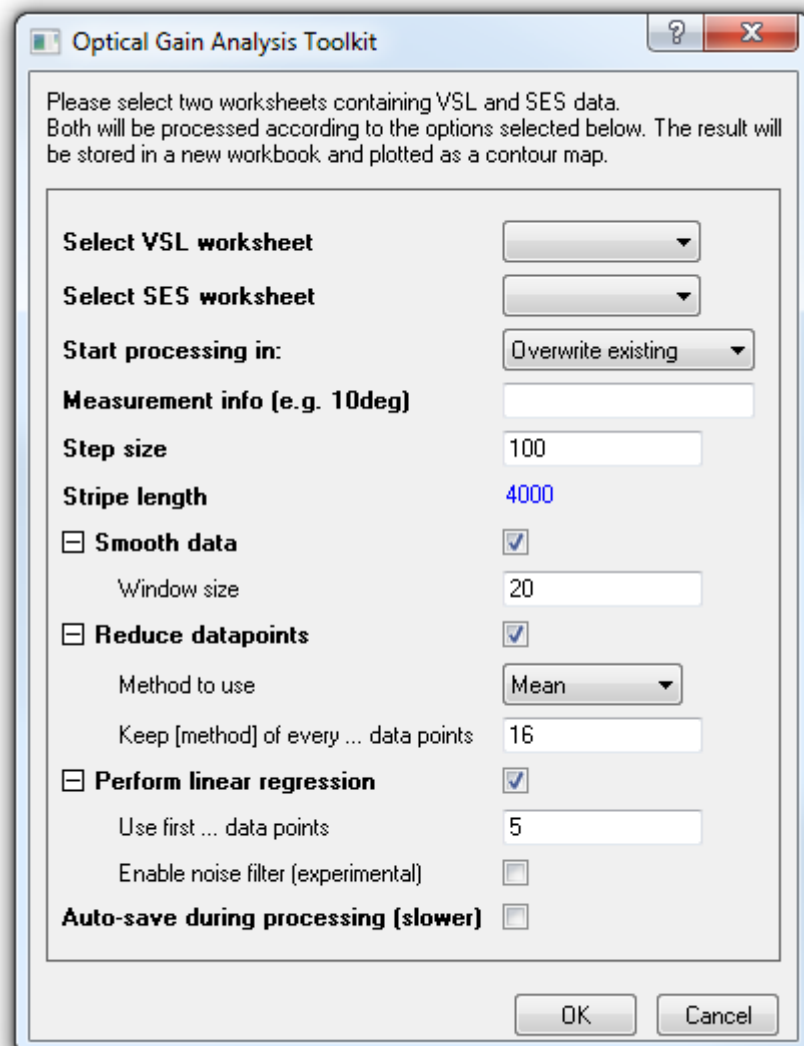 Optical Gain Analysis Toolkit
Please select two worksheets containing VSL and SES data.
Both will be processed according to the options selected below. The result will
be stored in a new workbook and plotted as a contour map.
Select VSL worksheet
Select SES worksheet
Start processing in: Overwrite existing
Measurement info (e.g. 10deg)
Step size 100
Stripe length 4000
Smooth data
Window size 20
Reduce datapoints
Method to use Mean
Keep [method] of every ... data points 16
Perform linear regression
Use first ... data points 5
Enable noise filter (experimental)
Auto-save during processing (slower)
OK Cancel